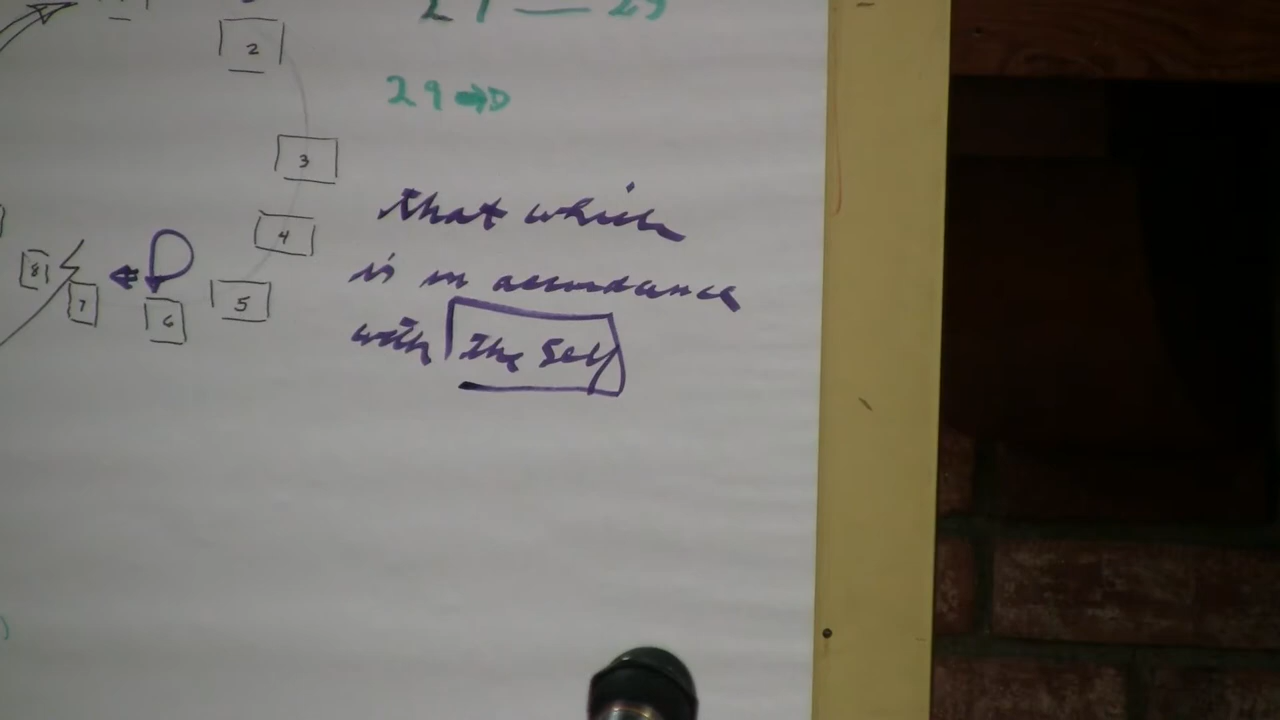 2
29 ⇒D
3
that which
4
is in accordance
8
7
6
5
with the Self